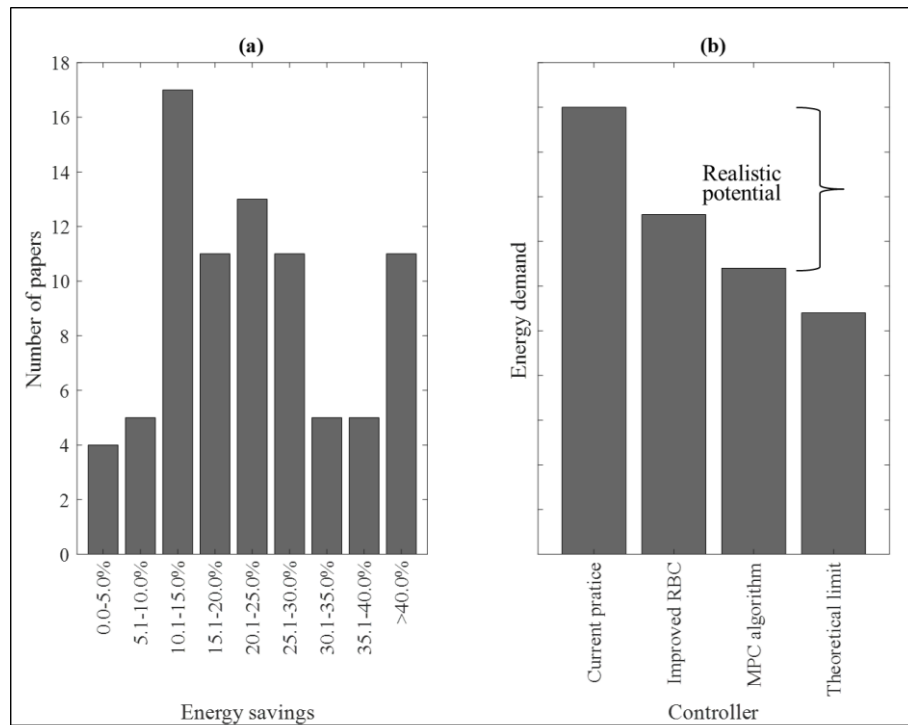 (a)
Number of papers
18
16
14
12
10
8
6
4
2
0
0.0-5.0%
5.1-10.0%
10.1-15.0%
15.1-20.0%
20.1-25.0%
25.1-30.0%
30.1-35.0%
35.1-40.0%
>40.0%
Energy savings
(b)
Energy demand
Realistic
potential
Current pratice
Improved RBC
MPC algorithm
Theoretical limit
Controller